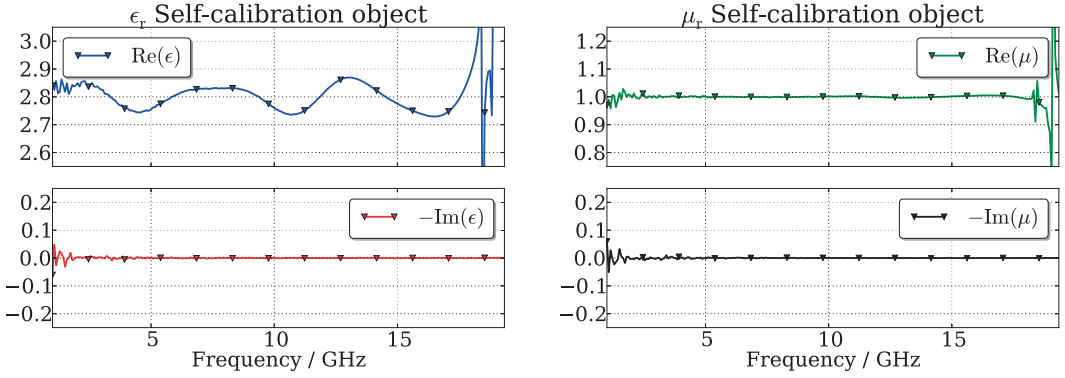 ϵr Self-calibration object
3.0
2.9
2.8
2.7
2.6
Re(ϵ)
0.2
0.1
0.0
−0.1
−0.2
−Im(ϵ)
5 10 15
Frequency / GHz
μr Self-calibration object
1.2
1.1
1.0
0.9
0.8
Re(μ)
0.2
0.1
0.0
−0.1
−0.2
−Im(μ)
5 10 15
Frequency / GHz